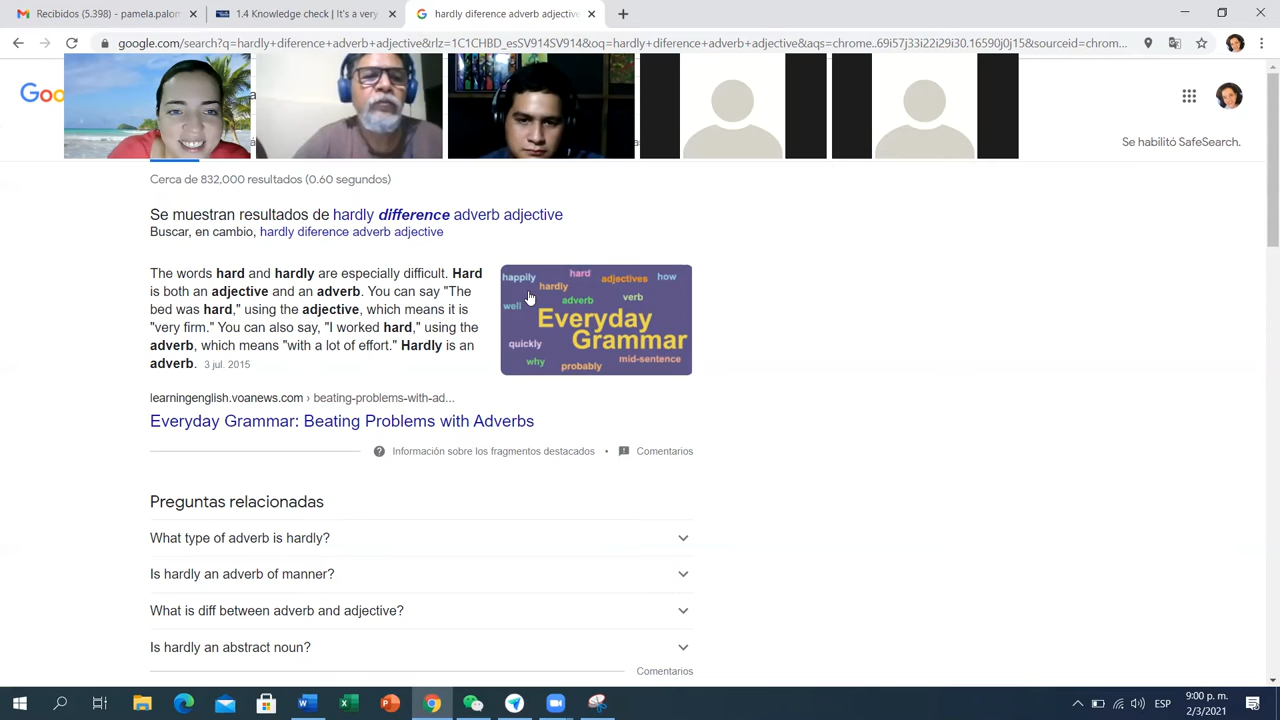 Recibidos (5.398) - pamela.palom
1.4 Knowledge check | It's a very
hardly diference adverb adjective
google.com/search?q=hardly+diference+adverb+adjective&rlz=1C1CHBD_esSV914SV914&oq=hardly+diference+adverb+adjective&aqs=chrome..69i57j33i22i29i30.16590j0j15&sourceid=chrom...
Goo
Se habilitó SafeSearch.
Cerca de 832,000 resultados (0.60 segundos)
Se muestran resultados de hardly difference adverb adjective
Buscar, en cambio, hardly diference adverb adjective
The words hard and hardly are especially difficult. Hard
is both an adjective and an adverb. You can say "The
bed was hard," using the adjective, which means it is
"very firm." You can also say, "I worked hard," using the
adverb, which means "with a lot of effort." Hardly is an
adverb. 3 jul. 2015
happily hard adjectives how
hardly
well adverb verb
Everyday
Grammar
quickly
mid-sentence
why probably
learningenglish.voanews.com › beating-problems-with-ad...
Everyday Grammar: Beating Problems with Adverbs
Información sobre los fragmentos destacados • Comentarios
Preguntas relacionadas
What type of adverb is hardly?
Is hardly an adverb of manner?
What is diff between adverb and adjective?
Is hardly an abstract noun?
Comentarios
ESP
9:00 p. m.
2/3/2021